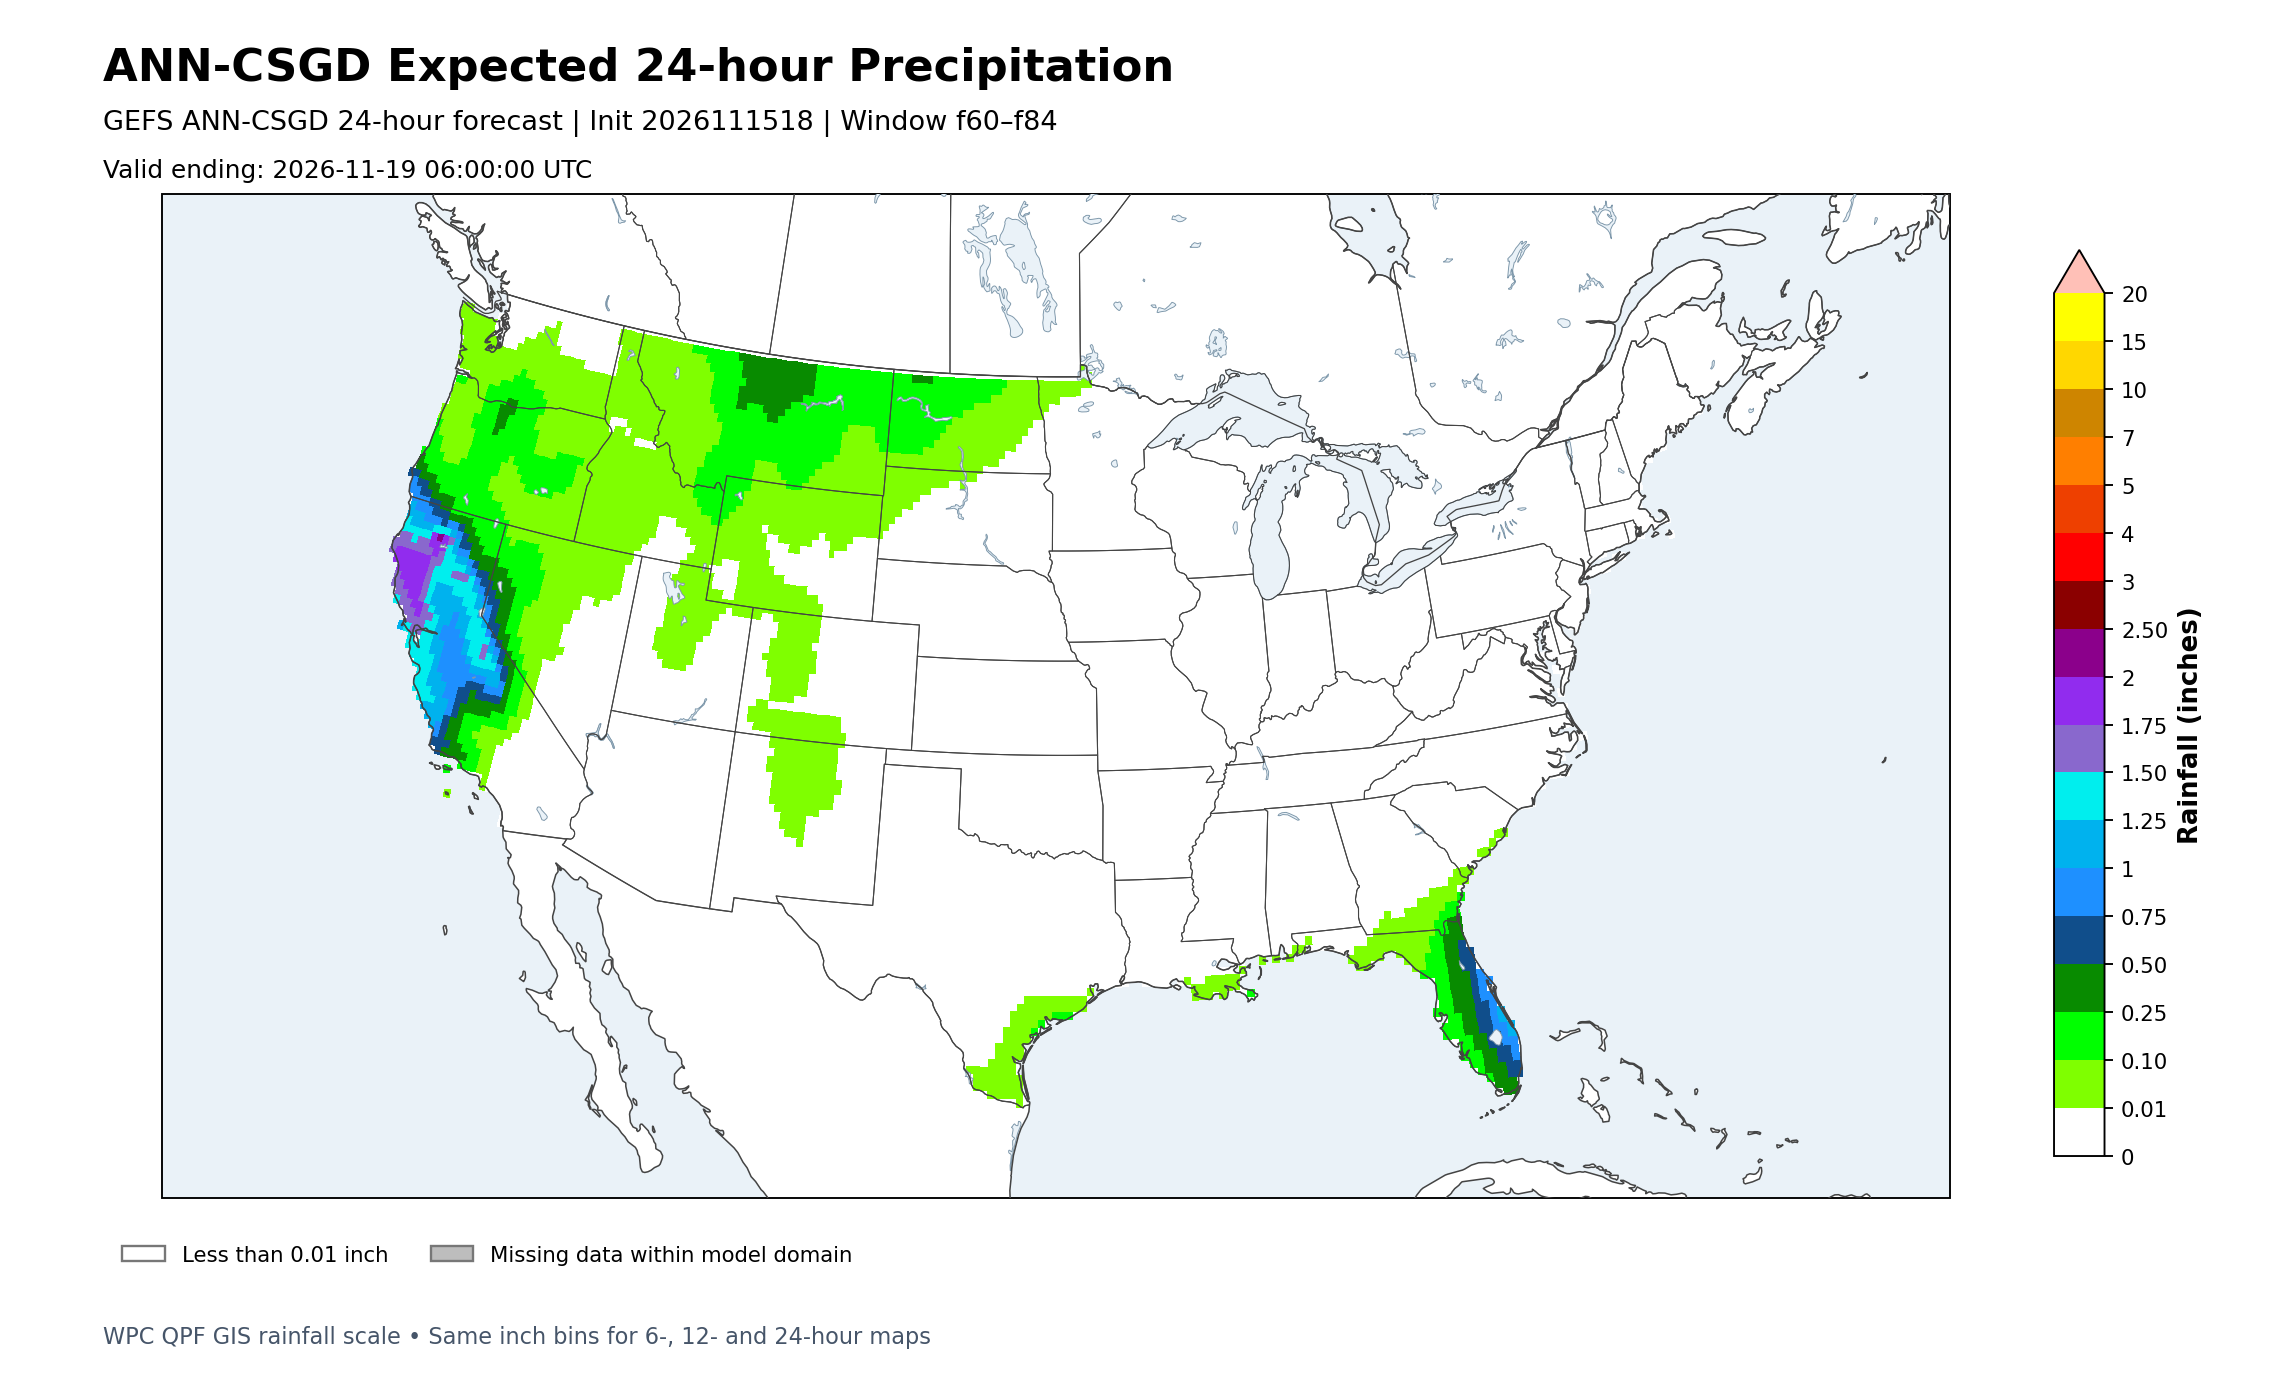 ANN-CSGD Expected 24-hour Precipitation
GEFS ANN-CSGD 24-hour forecast | Init 2026111518 | Window f60–f84
Valid ending: 2026-11-19 06:00:00 UTC
20
15
10
7
5
4
3
2.50
2
1.75
1.50
1.25
1
0.75
0.50
0.25
0.10
0.01
0
Rainfall (inches)
Less than 0.01 inch
Missing data within model domain
WPC QPF GIS rainfall scale • Same inch bins for 6-, 12- and 24-hour maps